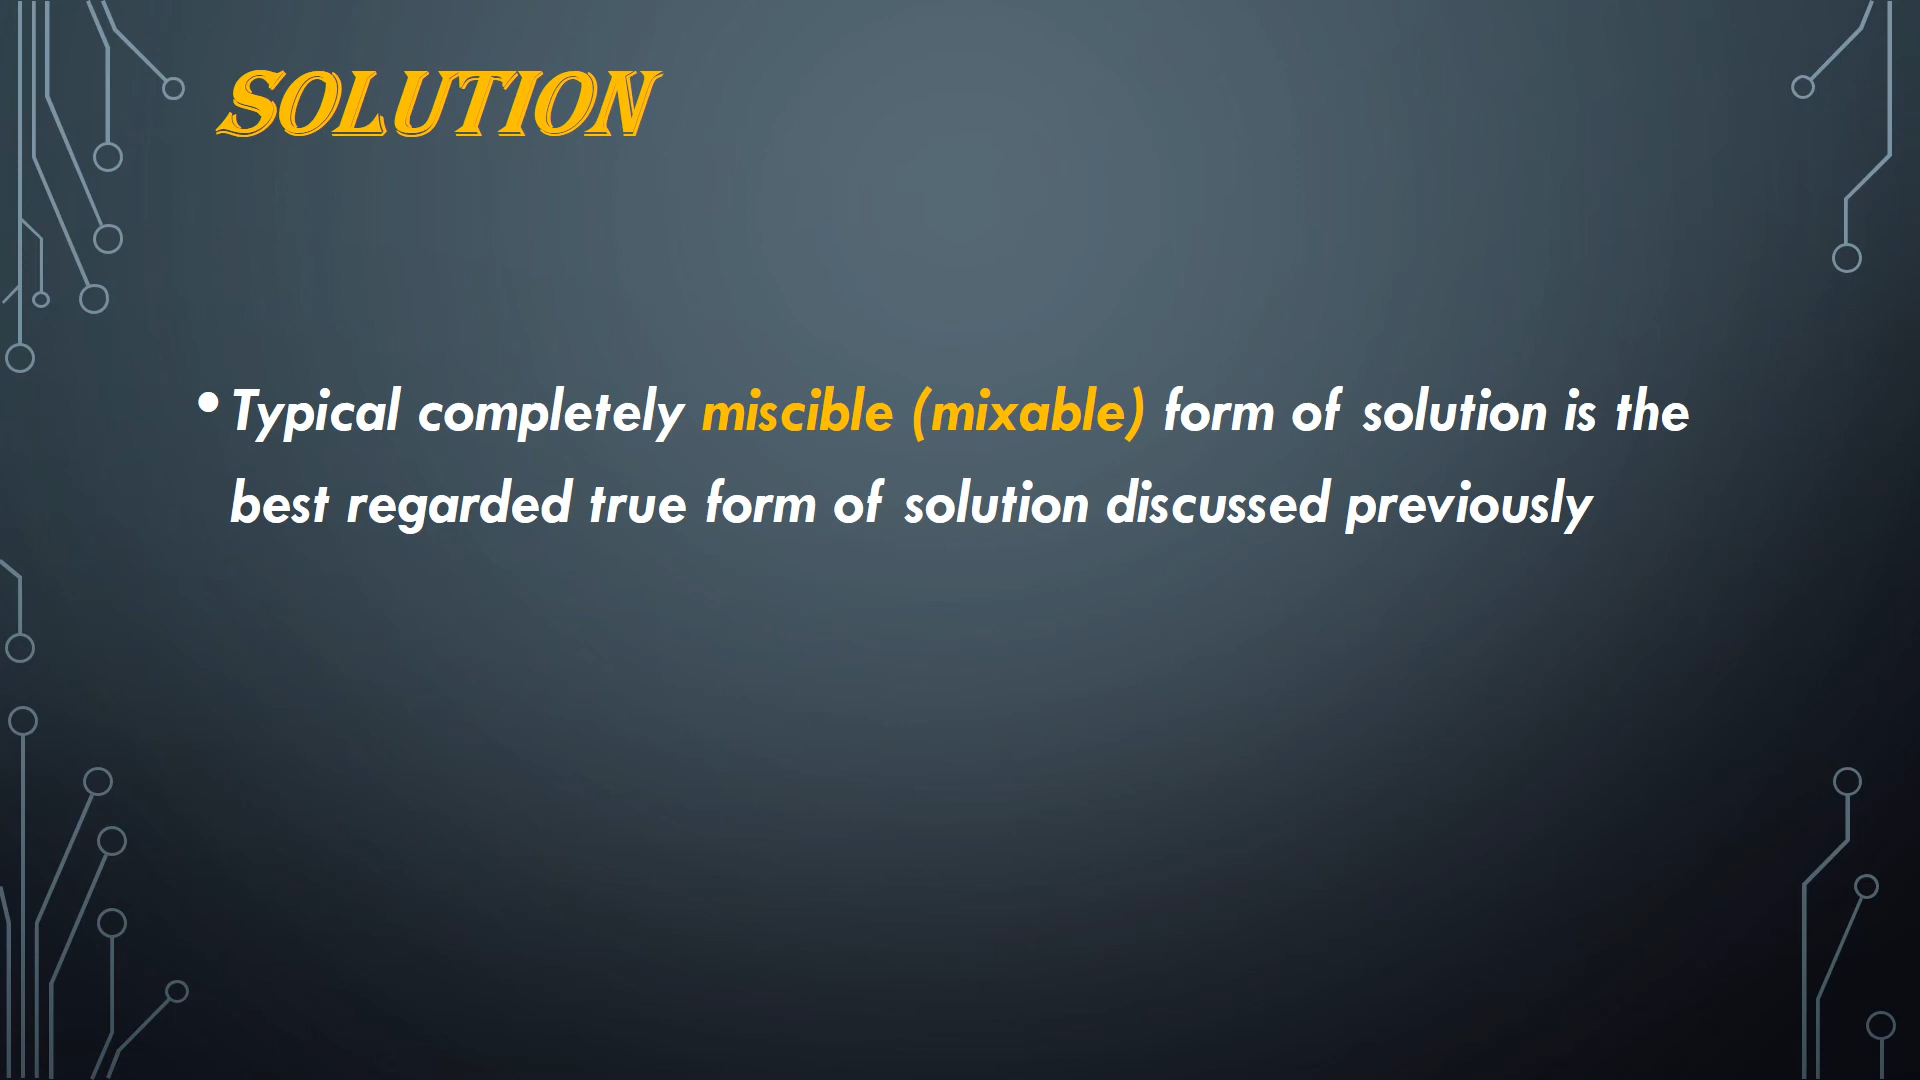 SOLUTION
• Typical completely miscible (mixable) form of solution is the
best regarded true form of solution discussed previously